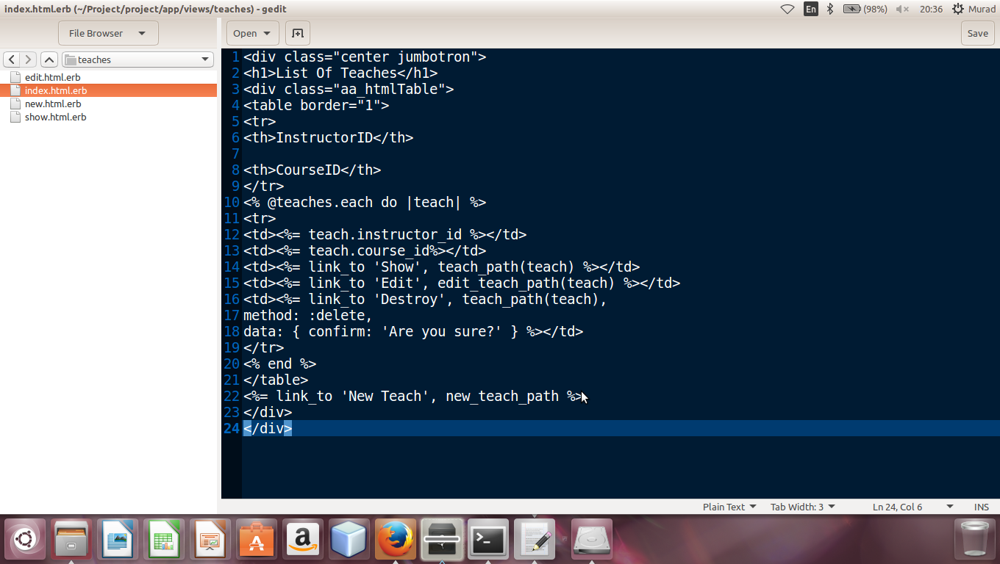 index.html.erb (~/Project/project/app/views/teaches) - gedit
En
(98%)
20:36
Murad
File Browser
Open
Save
teaches
edit.html.erb
index.html.erb
new.html.erb
show.html.erb
1 <div class="center jumbotron">
2 <h1>List Of Teaches</h1>
3 <div class="aa_htmlTable">
4 <table border="1">
5 <tr>
6 <th>InstructorID</th>
7
8 <th>CourseID</th>
9 </tr>
10 <% @teaches.each do |teach| %>
11 <tr>
12 <td><%= teach.instructor_id %></td>
13 <td><%= teach.course_id%></td>
14 <td><%= link_to 'Show', teach_path(teach) %></td>
15 <td><%= link_to 'Edit', edit_teach_path(teach) %></td>
16 <td><%= link_to 'Destroy', teach_path(teach),
17 method: :delete,
18 data: { confirm: 'Are you sure?' } %></td>
19 </tr>
20 <% end %>
21 </table>
22 <%= link_to 'New Teach', new_teach_path %>
23 </div>
24 </div>
Plain Text
Tab Width: 3
Ln 24, Col 6
INS